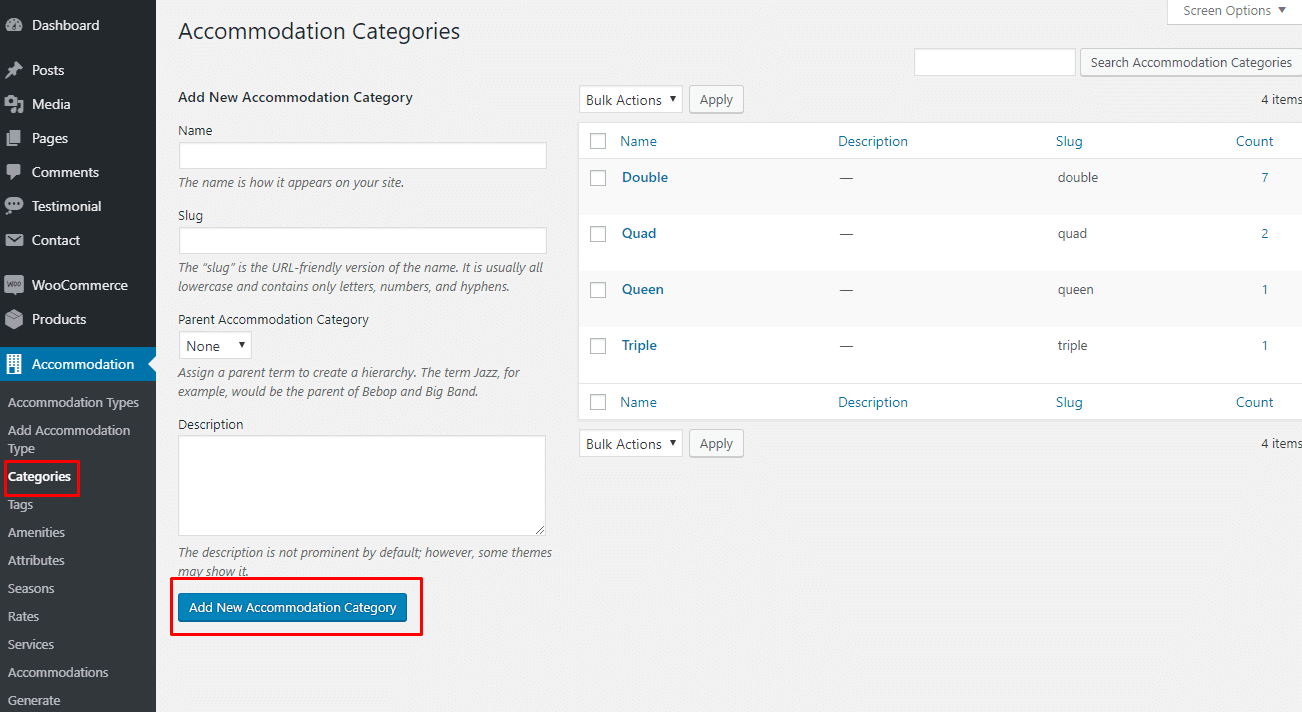 Screen Options ▼
Dashboard
Posts
Media
Pages
Comments
Testimonial
Contact
WOO WooCommerce
Products
Accommodation
Accommodation Types
Add Accommodation
Type
Categories
Tags
Amenities
Attributes
Seasons
Rates
Services
Accommodations
Generate
Accommodation Categories
Search Accommodation Categories
Add New Accommodation Category
Name
The name is how it appears on your site.
Slug
The “slug” is the URL-friendly version of the name. It is usually all
lowercase and contains only letters, numbers, and hyphens.
Parent Accommodation Category
None ▼
Assign a parent term to create a hierarchy. The term Jazz, for
example, would be the parent of Bebop and Big Band.
Description
The description is not prominent by default; however, some themes
may show it.
Add New Accommodation Category
Bulk Actions ▼ Apply 4 items
Name Description Slug Count
Double — double 7
Quad — quad 2
Queen — queen 1
Triple — triple 1
Name Description Slug Count
Bulk Actions ▼ Apply 4 items